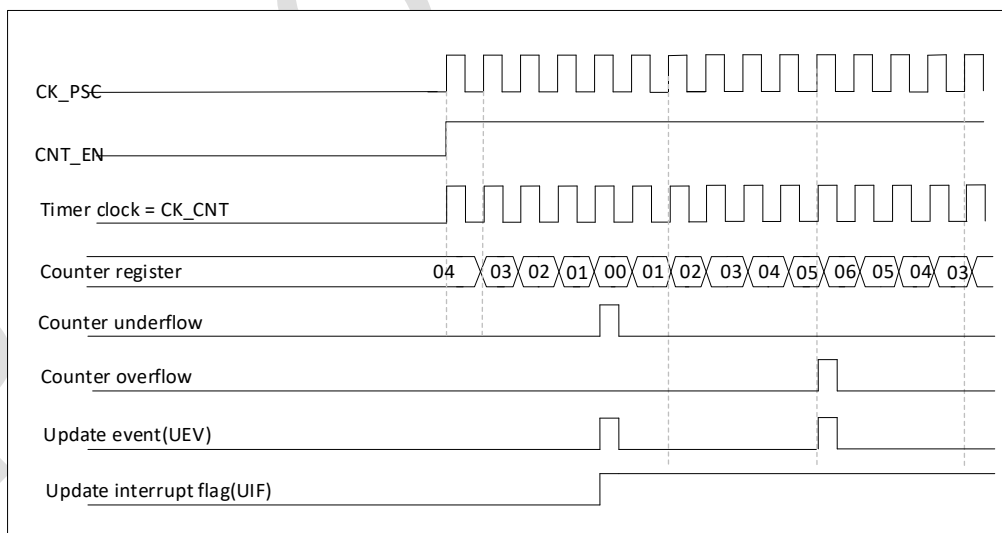 CK_PSC
CNT_EN
Timer clock = CK_CNT
Counter register 04 03 02 01 00 01 02 03 04 05 06 05 04 03
Counter underflow
Counter overflow
Update event(UEV)
Update interrupt flag(UIF)